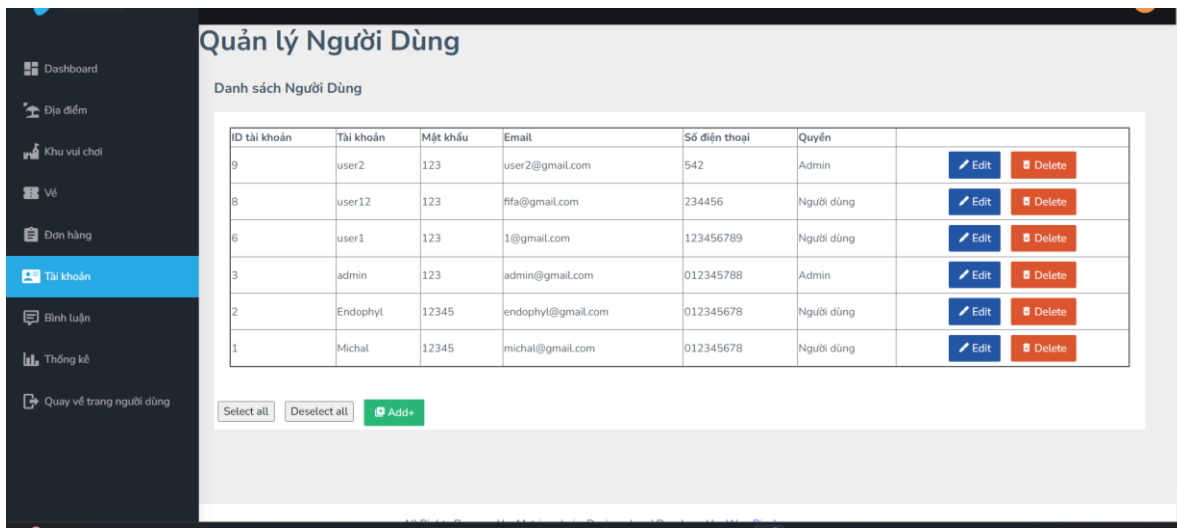 Quản lý Người Dùng
Dashboard
Địa điểm
Khu vui chơi
Vé
Đơn hàng
Tài khoản
Bình luận
Thống kê
Quay về trang người dùng
Danh sách Người Dùng
ID tài khoản Tài khoản Mật khẩu Email Số điện thoại Quyền
9 user2 123 user2@gmail.com 542 Admin Edit Delete
8 user12 123 fifa@gmail.com 234456 Người dùng Edit Delete
6 user1 123 1@gmail.com 123456789 Người dùng Edit Delete
3 admin 123 admin@gmail.com 012345788 Admin Edit Delete
2 Endophyl 12345 endophyl@gmail.com 012345678 Người dùng Edit Delete
1 Michal 12345 michal@gmail.com 012345678 Người dùng Edit Delete
Select all Deselect all Add+